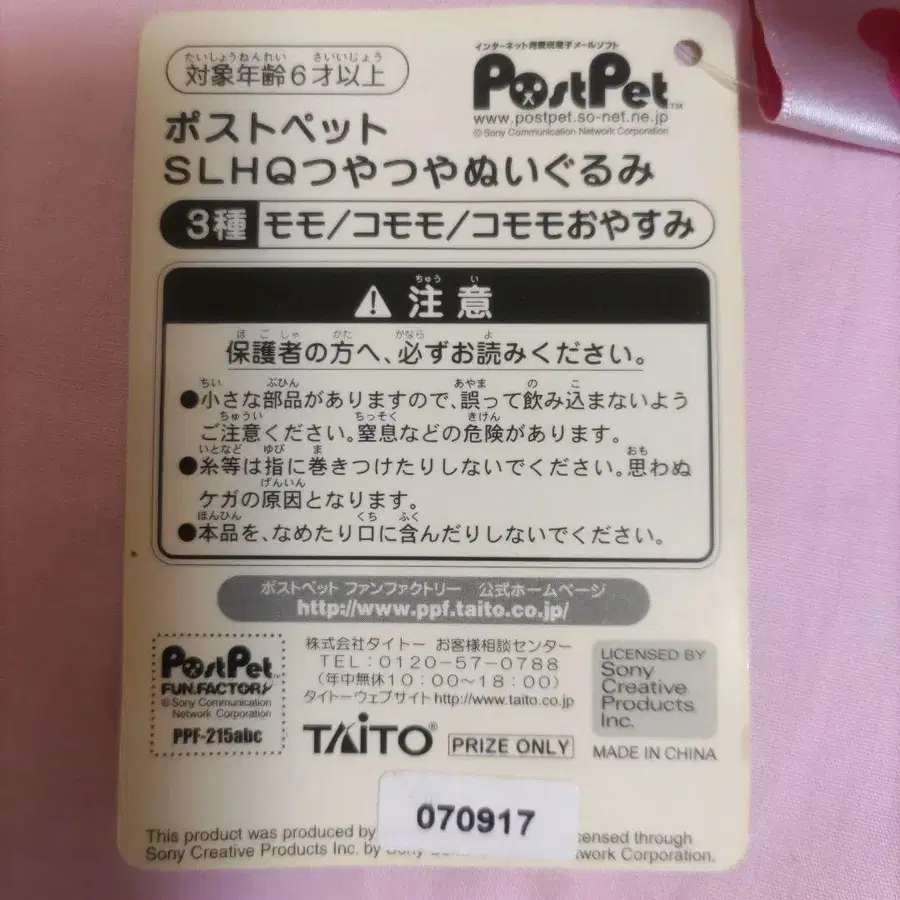 たいしょうねんれい さいいじょう
対象年齢6才以上
インターネット用愛玩電子メールソフト
PostPet™
www.postpet.so-net.ne.jp
© Sony Communication Network Corporation
ポストペット
SLHQつやつやぬいぐるみ
3種 モモ/コモモ/コモモおやすみ
ちゅう い
注意
ほ ご しゃ かた かなら よ
保護者の方へ、必ずお読みください。
ちい ぶひん あやま の こ
●小さな部品がありますので、誤って飲み込まないよう
ちゅうい ちっそく きけん
ご注意ください。窒息などの危険があります。
いとなど ゆび ま おも
●糸等は指に巻きつけたりしないでください。思わぬ
げんいん
ケガの原因となります。
ほんひん くち ふく
●本品を、なめたり口に含んだりしないでください。
ポストペット ファンファクトリー 公式ホームページ
http://www.ppf.taito.co.jp/
PostPet™
FUN.FACTORY
© Sony Communication
Network Corporation
PPF-215abc
株式会社タイトー お客様相談センター
TEL:0120-57-0788
(年中無休10:00~18:00)
タイトーウェブサイト http://www.taito.co.jp
TAITO® PRIZE ONLY
LICENSED BY
Sony
Creative
Products
Inc.
MADE IN CHINA
070917
This product was produced by censed through
Sony Creative Products Inc. by Sony work Corporation.